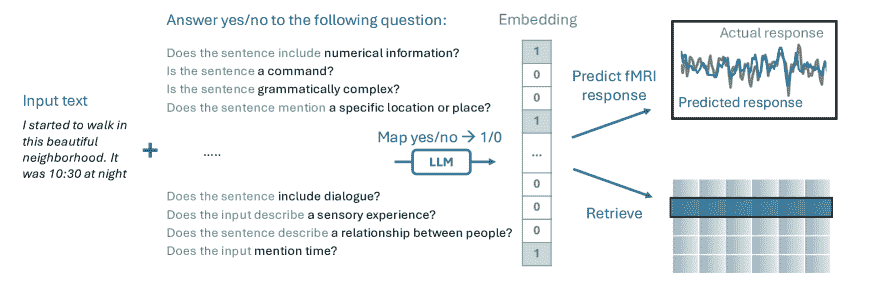 Answer yes/no to the following question:
Embedding
Does the sentence include numerical information?
Is the sentence a command?
Is the sentence grammatically complex?
Does the sentence mention a specific location or place?
Input text
I started to walk in
this beautiful
neighborhood. It
was 10:30 at night
+
.....
Map yes/no → 1/0
LLM
Does the sentence include dialogue?
Does the input describe a sensory experience?
Does the sentence describe a relationship between people?
Does the input mention time?
1
0
0
1
...
0
0
0
1
Predict fMRI
response
Actual response
Predicted response
Retrieve